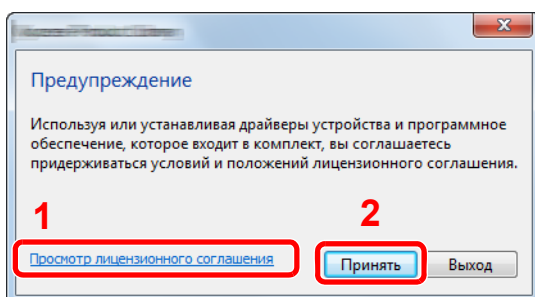 Предупреждение
Используя или устанавливая драйверы устройства и программное
обеспечение, которое входит в комплект, вы соглашаетесь
придерживаться условий и положений лицензионного соглашения.
1
2
Просмотр лицензионного соглашения
Принять
Выход